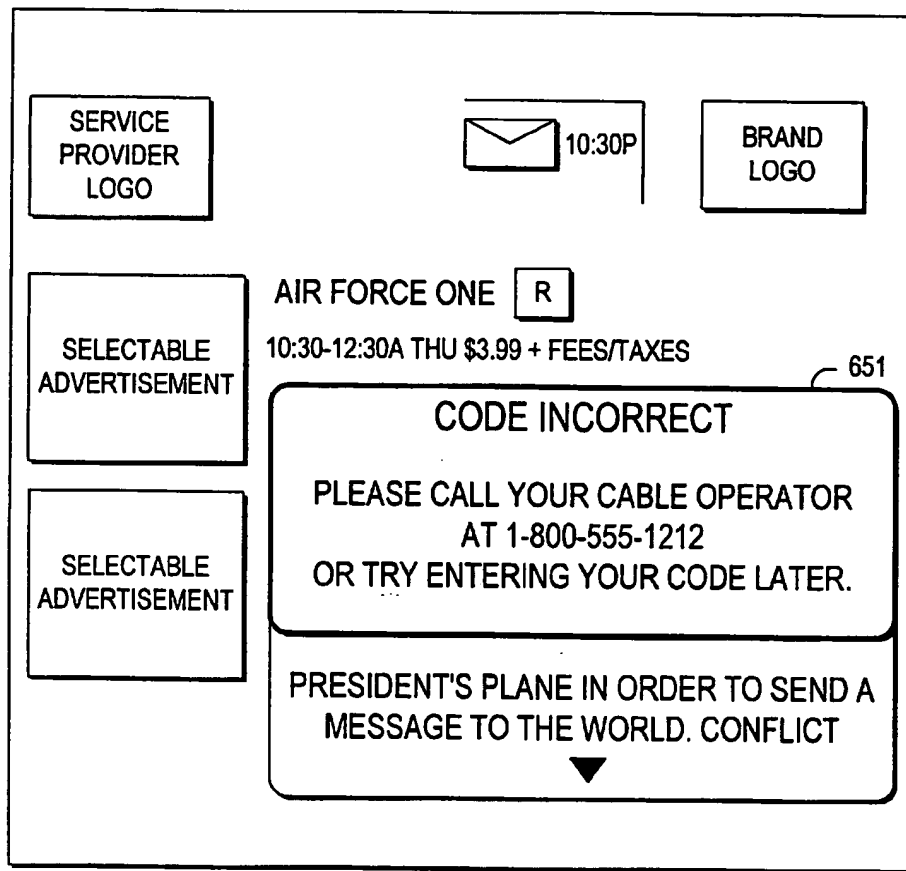 SERVICE
PROVIDER
LOGO
10:30P
BRAND
LOGO
SELECTABLE
ADVERTISEMENT
AIR FORCE ONE R
10:30-12:30A THU $3.99 + FEES/TAXES
651
CODE INCORRECT
PLEASE CALL YOUR CABLE OPERATOR
AT 1-800-555-1212
OR TRY ENTERING YOUR CODE LATER.
SELECTABLE
ADVERTISEMENT
PRESIDENT'S PLANE IN ORDER TO SEND A
MESSAGE TO THE WORLD. CONFLICT